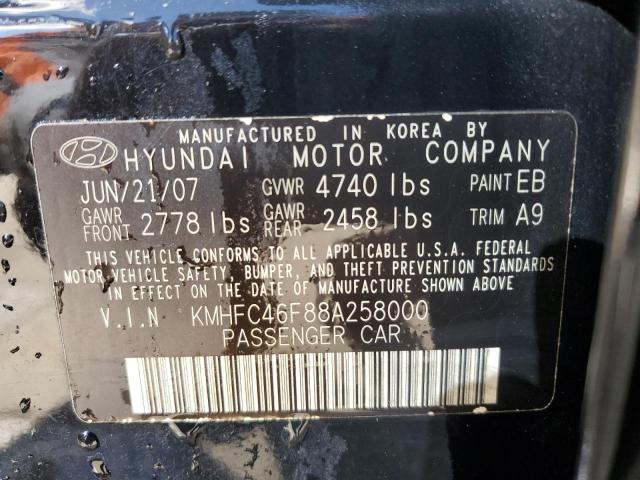 MANUFACTURED IN KOREA BY
HYUNDAI MOTOR COMPANY
JUN/21/07 GVWR 4740 lbs PAINT EB
GAWR FRONT 2778 lbs GAWR REAR 2458 lbs TRIM A9
THIS VEHICLE CONFORMS TO ALL APPLICABLE U.S.A. FEDERAL
MOTOR VEHICLE SAFETY, BUMPER, AND THEFT PREVENTION STANDARDS
IN EFFECT ON THE DATE OF MANUFACTURE SHOWN ABOVE
V.I.N KMHFC46F88A258000
PASSENGER CAR